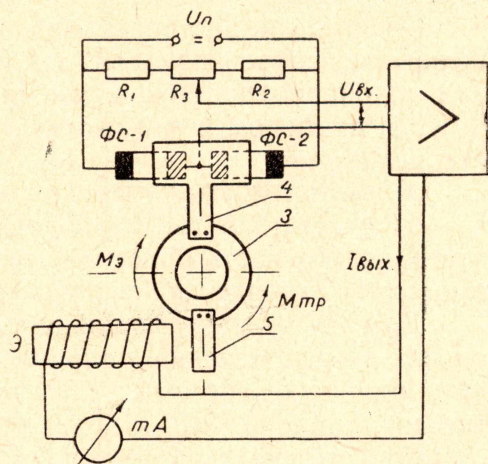 Uп
=
R₁ R₃ R₂
Uвх.
ФС-1 ФС-2
4
3
Mэ
Iвых.
Mтр
Э
5
mA